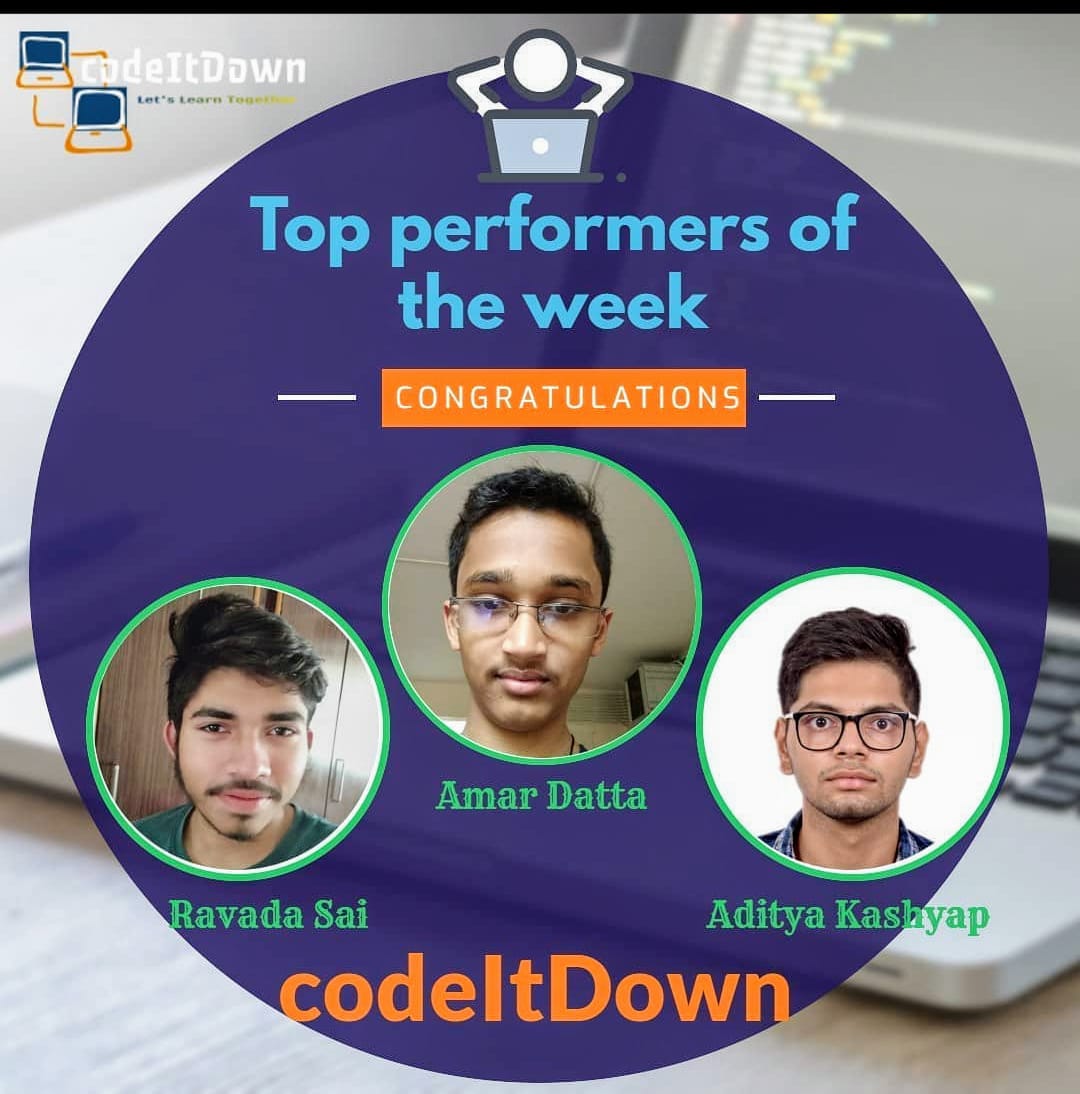 codeItDown
Let's Learn Together
Top performers of
the week
CONGRATULATIONS
Amar Datta
Ravada Sai
Aditya Kashyap
codeItDown